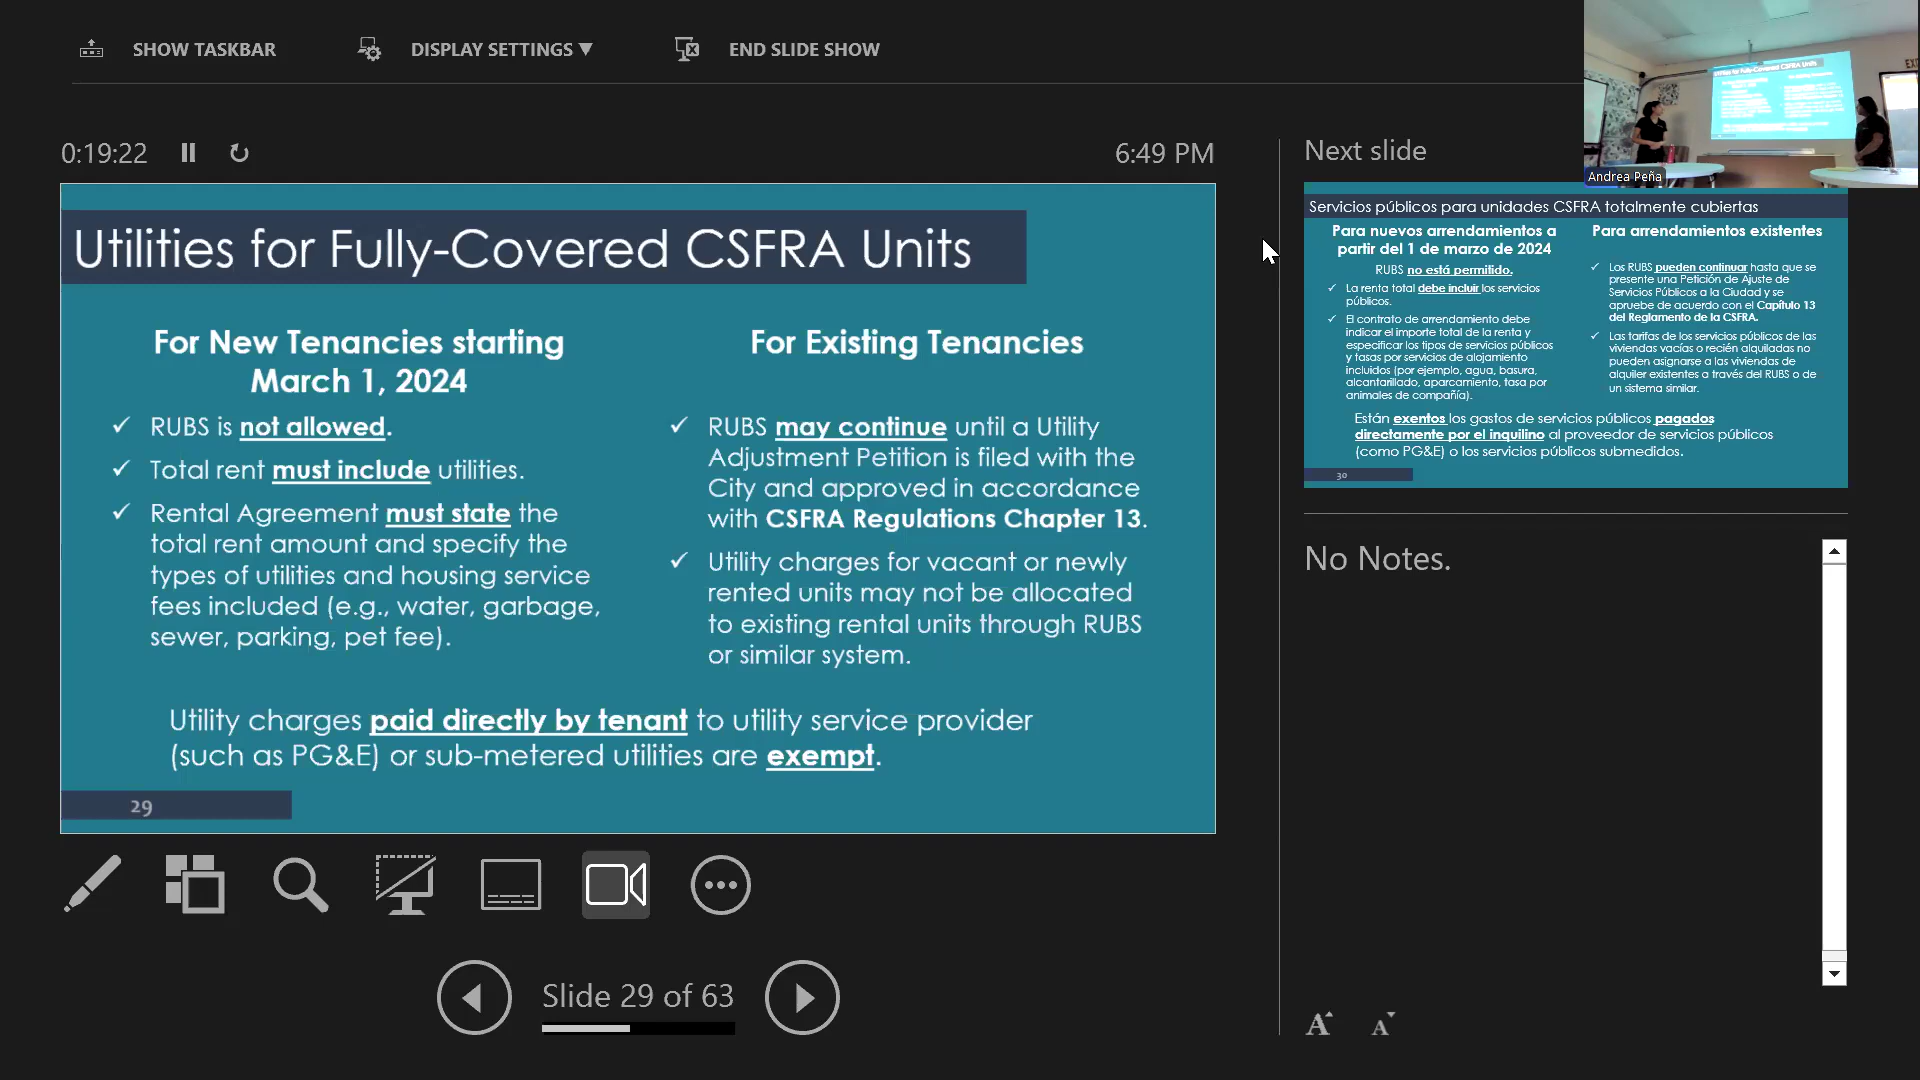 SHOW TASKBAR
DISPLAY SETTINGS ▼
END SLIDE SHOW
0:19:22
6:49 PM
Utilities for Fully-Covered CSFRA Units
For New Tenancies starting
March 1, 2024
✓ RUBS is not allowed.
✓ Total rent must include utilities.
✓ Rental Agreement must state the
total rent amount and specify the
types of utilities and housing service
fees included (e.g., water, garbage,
sewer, parking, pet fee).
For Existing Tenancies
✓ RUBS may continue until a Utility
Adjustment Petition is filed with the
City and approved in accordance
with CSFRA Regulations Chapter 13.
✓ Utility charges for vacant or newly
rented units may not be allocated
to existing rental units through RUBS
or similar system.
Utility charges paid directly by tenant to utility service provider
(such as PG&E) or sub-metered utilities are exempt.
29
Slide 29 of 63
Next slide
Andrea Peña
Utilities for Fully-Covered CSFRA Units
Servicios públicos para unidades CSFRA totalmente cubiertas
Para nuevos arrendamientos a
partir del 1 de marzo de 2024
RUBS no está permitido.
✓ La renta total debe incluir los servicios
públicos.
✓ El contrato de arrendamiento debe
indicar el importe total de la renta y
especificar los tipos de servicios públicos
y tasas por servicios de alojamiento
incluidos (por ejemplo, agua, basura,
alcantarillado, aparcamiento, tasa por
animales de compañía).
Para arrendamientos existentes
✓ Los RUBS pueden continuar hasta que se
presente una Petición de Ajuste de
Servicios Públicos a la Ciudad y se
apruebe de acuerdo con el Capítulo 13
del Reglamento de la CSFRA.
✓ Las tarifas de los servicios públicos de las
viviendas vacías o recién alquiladas no
pueden asignarse a las viviendas de
alquiler existentes a través del RUBS o de
un sistema similar.
Están exentos los gastos de servicios públicos pagados
directamente por el inquilino al proveedor de servicios públicos
(como PG&E) o los servicios públicos submedidos.
30
No Notes.
A A